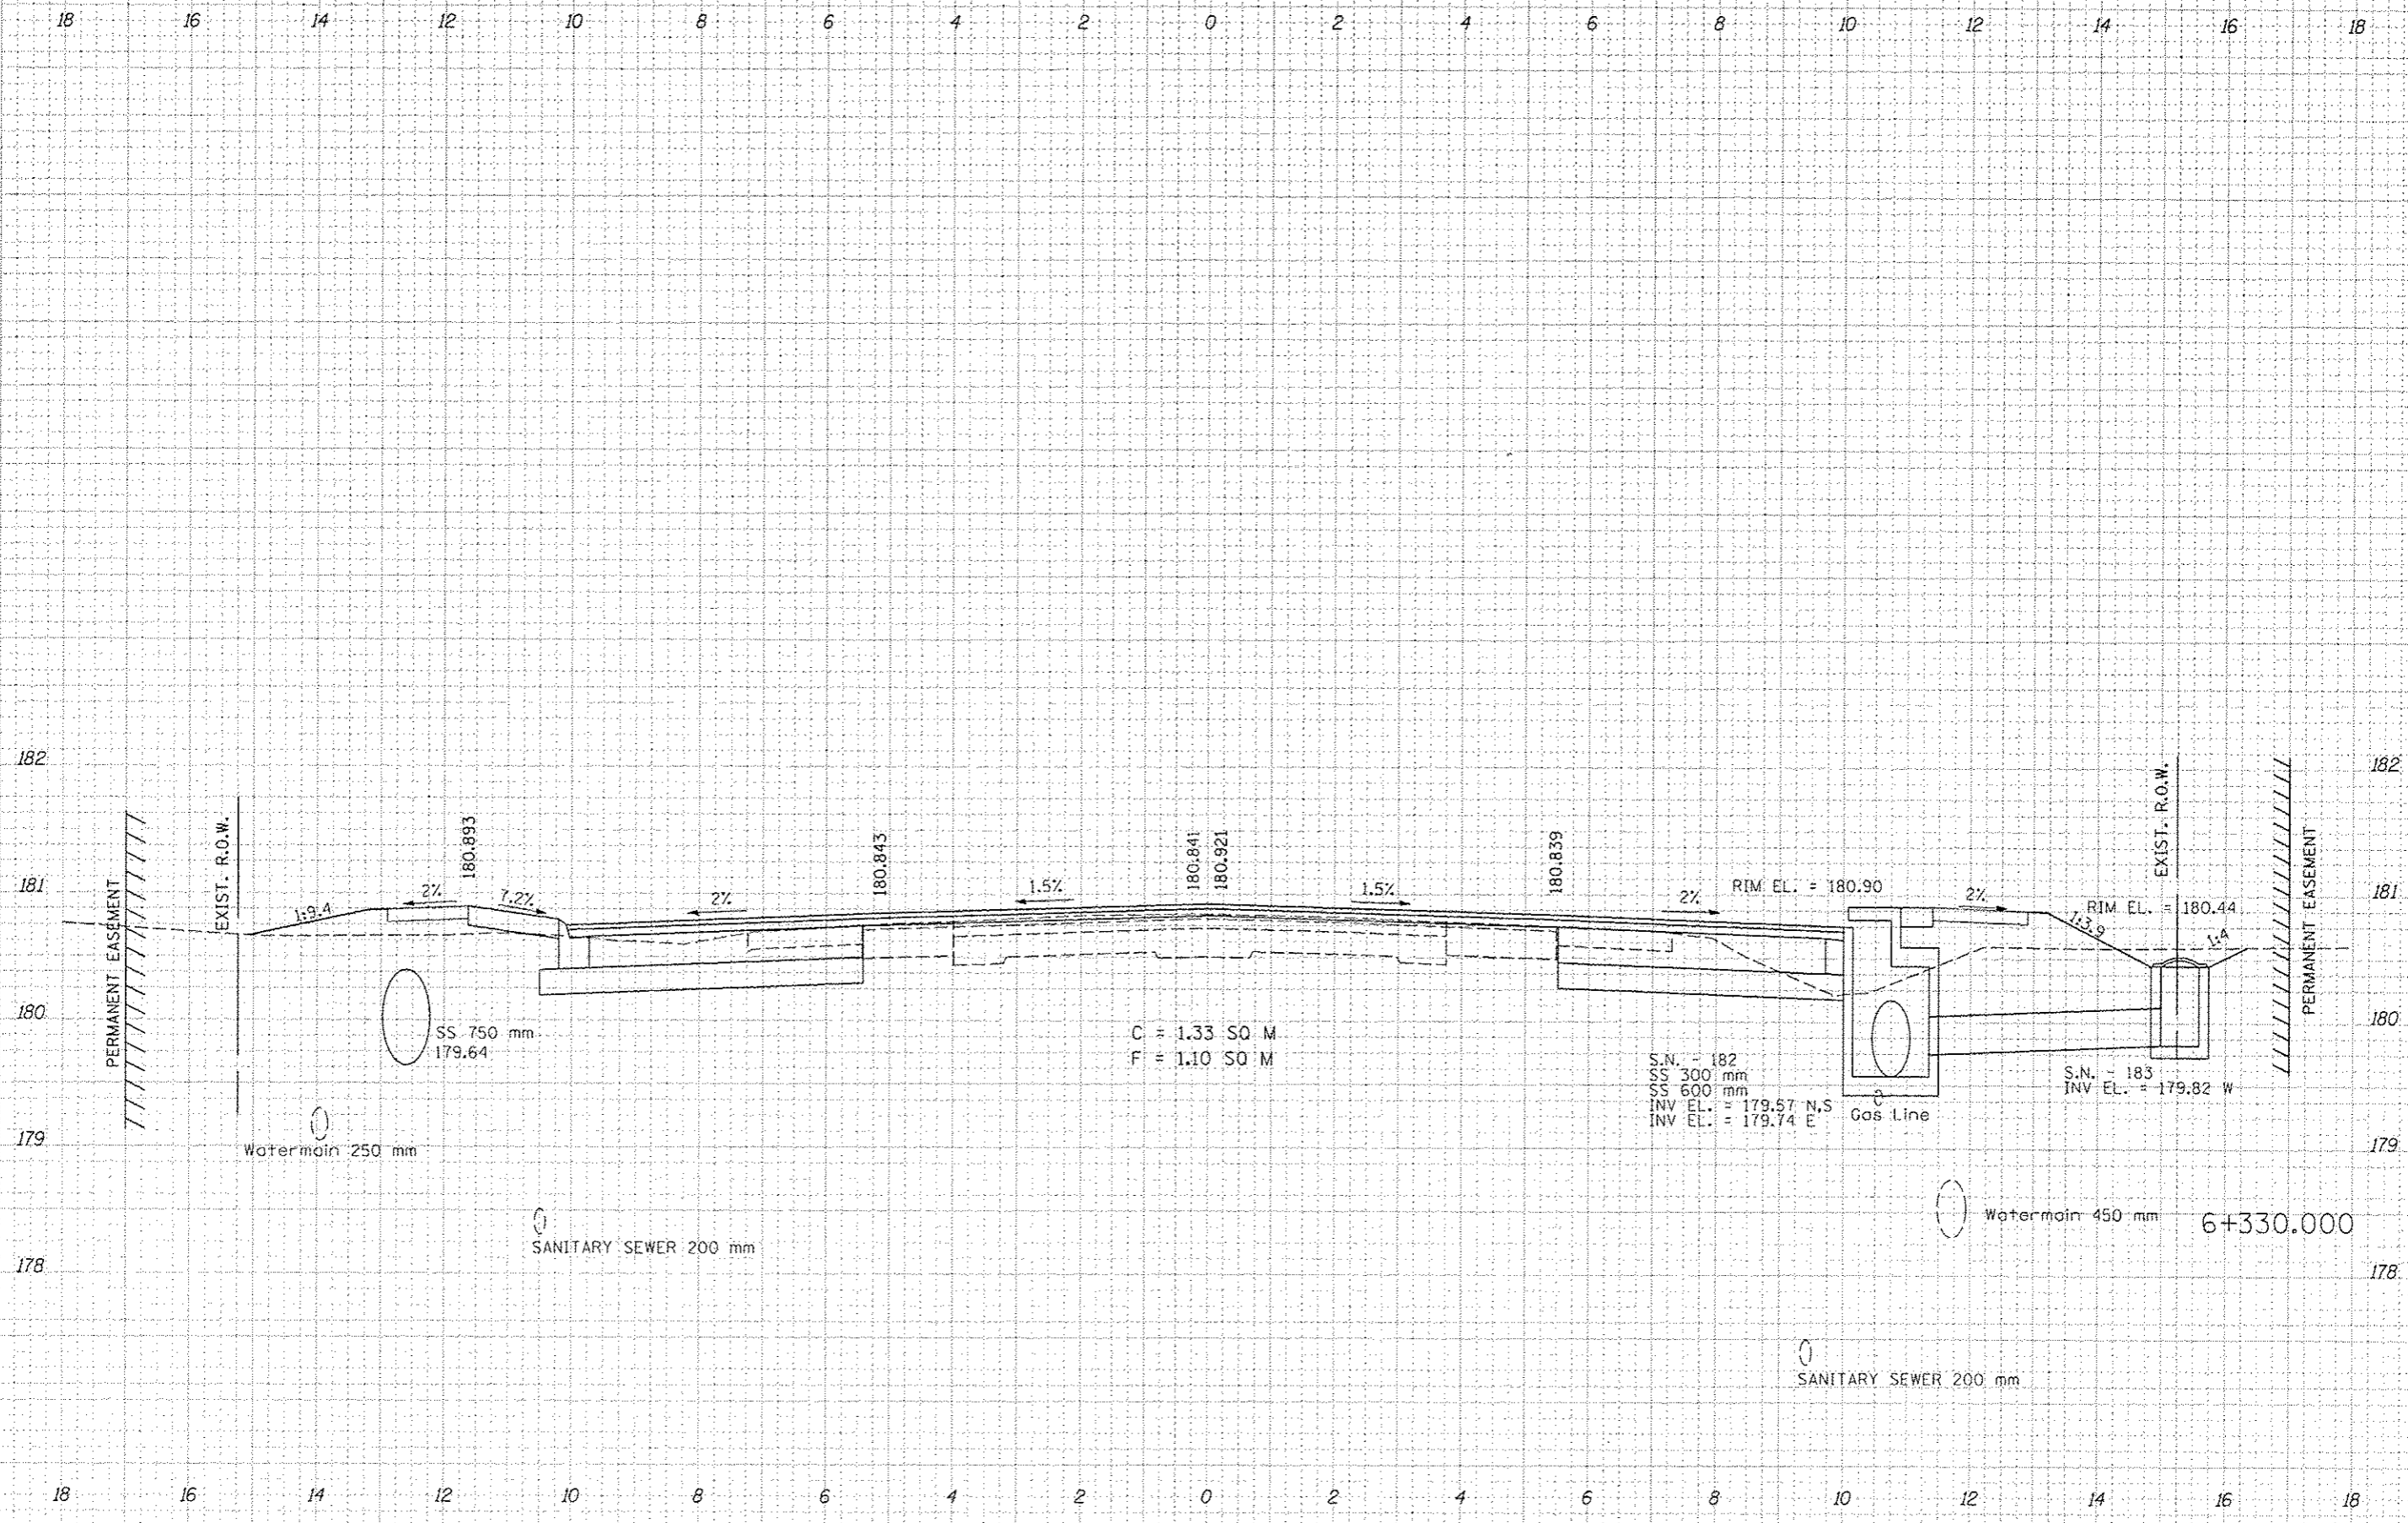 18 16 14 12 10 8 6 4 2 0 2 4 6 8 10 12 14 16 18
182 182
EXIST. R.O.W.
EXIST. R.O.W.
180.893
180.843
180.841
180.921
180.839
181 181
PERMANENT EASEMENT
PERMANENT EASEMENT
1:9.4
2%
7.2%
2%
1.5%
1.5%
2%
RIM EL. = 180.90
2%
RIM EL. = 180.44
1:3.9
1:4
180 180
SS 750 mm
179.64
C = 1.33 SQ M
F = 1.10 SQ M
S.N. - 182
SS 300 mm
SS 600 mm
INV EL. = 179.57 N,S
INV EL. = 179.74 E
Gas Line
S.N. - 183
INV EL. = 179.82 W
179 179
Watermain 250 mm
Watermain 450 mm
6+330.000
SANITARY SEWER 200 mm
178 178
SANITARY SEWER 200 mm
18 16 14 12 10 8 6 4 2 0 2 4 6 8 10 12 14 16 18